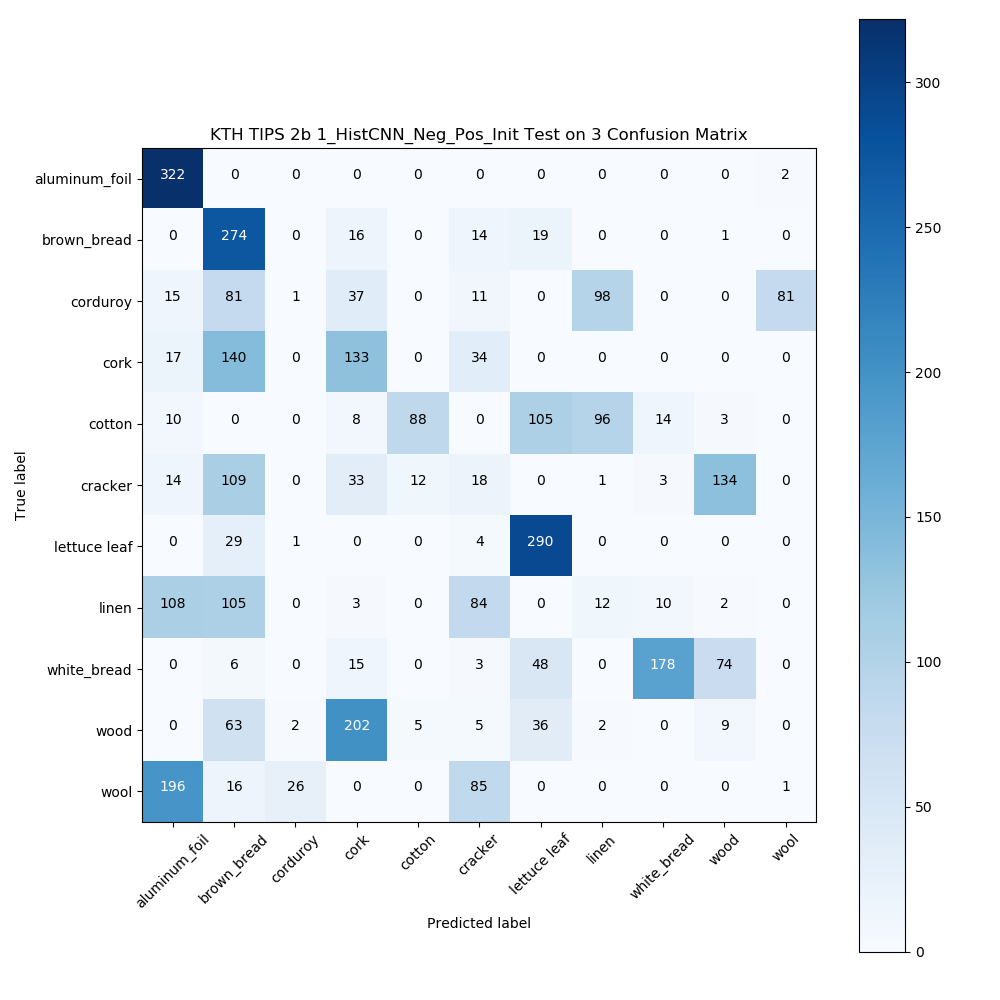 KTH TIPS 2b 1_HistCNN_Neg_Pos_Init Test on 3 Confusion Matrix
aluminum_foil 322 0 0 0 0 0 0 0 0 0 2
brown_bread 0 274 0 16 0 14 19 0 0 1 0
corduroy 15 81 1 37 0 11 0 98 0 0 81
cork 17 140 0 133 0 34 0 0 0 0 0
cotton 10 0 0 8 88 0 105 96 14 3 0
cracker 14 109 0 33 12 18 0 1 3 134 0
lettuce leaf 0 29 1 0 0 4 290 0 0 0 0
linen 108 105 0 3 0 84 0 12 10 2 0
white_bread 0 6 0 15 0 3 48 0 178 74 0
wood 0 63 2 202 5 5 36 2 0 9 0
wool 196 16 26 0 0 85 0 0 0 0 1
aluminum_foil brown_bread corduroy cork cotton cracker lettuce leaf linen white_bread wood wool
Predicted label
True label
300
250
200
150
100
50
0